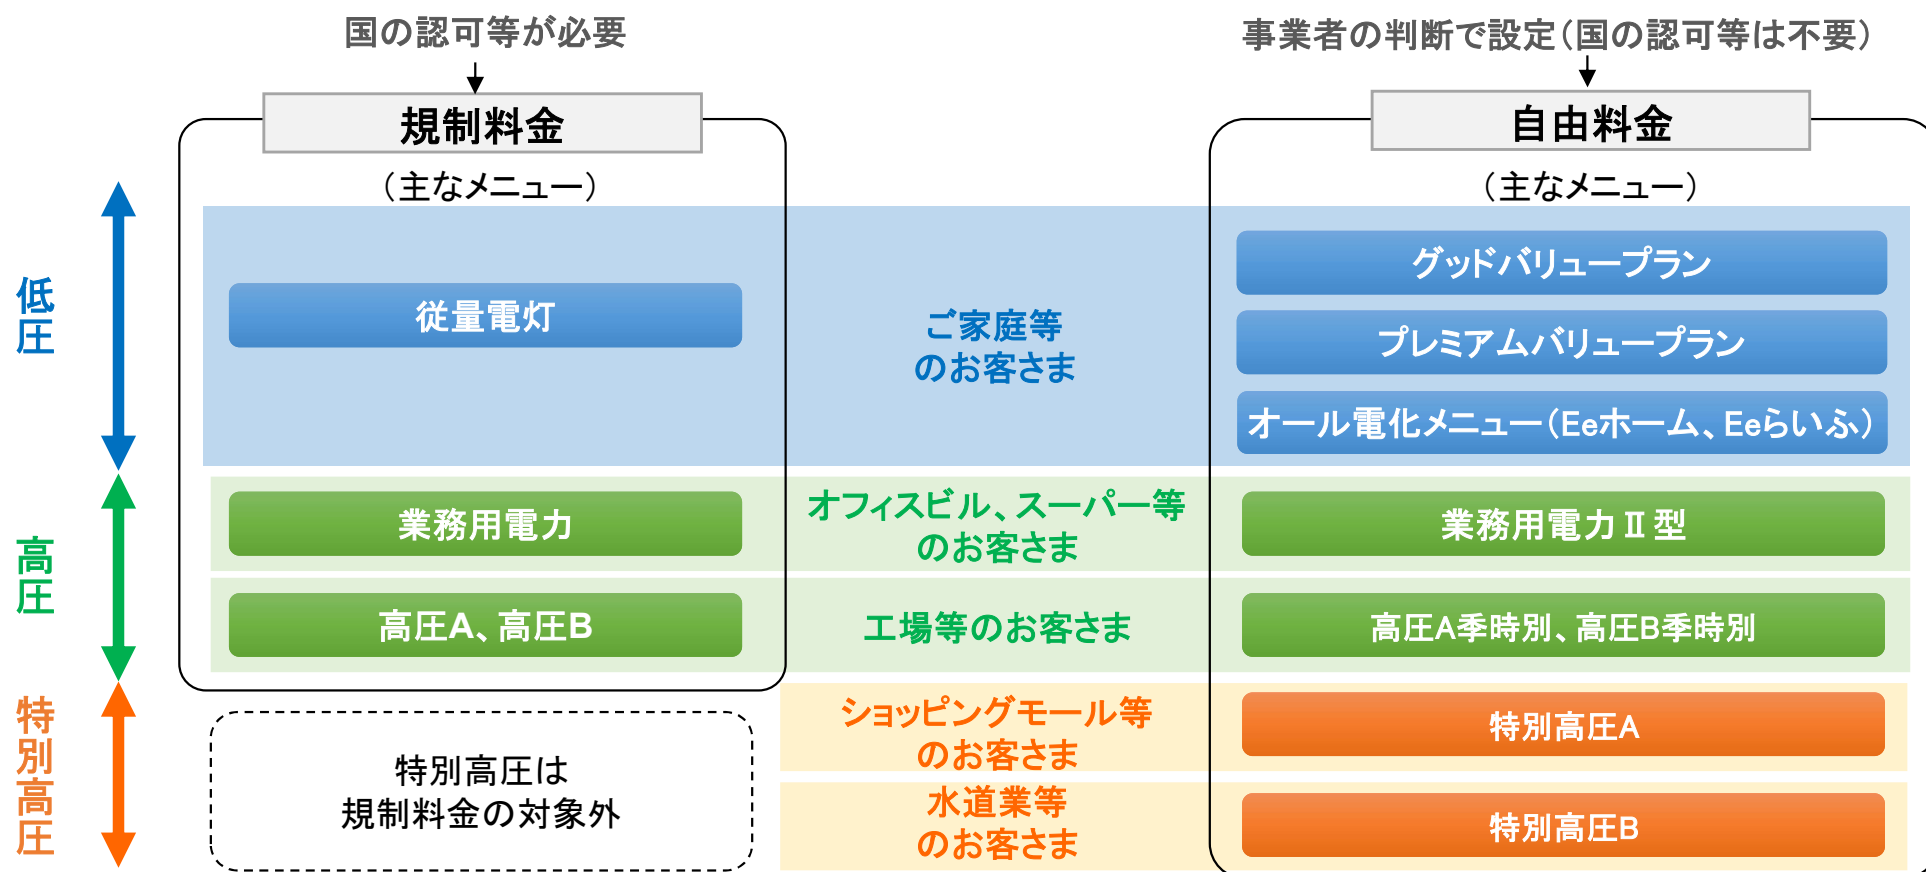 国の認可等が必要
事業者の判断で設定（国の認可等は不要）
規制料金
自由料金
（主なメニュー）
（主なメニュー）
低圧
従量電灯
ご家庭等
のお客さま
グッドバリュープラン
プレミアムバリュープラン
オール電化メニュー（Eeホーム、Eeらいふ）
高圧
業務用電力
オフィスビル、スーパー等
のお客さま
業務用電力Ⅱ型
高圧A、高圧B
工場等のお客さま
高圧A季時別、高圧B季時別
特別高圧
特別高圧は
規制料金の対象外
ショッピングモール等
のお客さま
特別高圧A
水道業等
のお客さま
特別高圧B